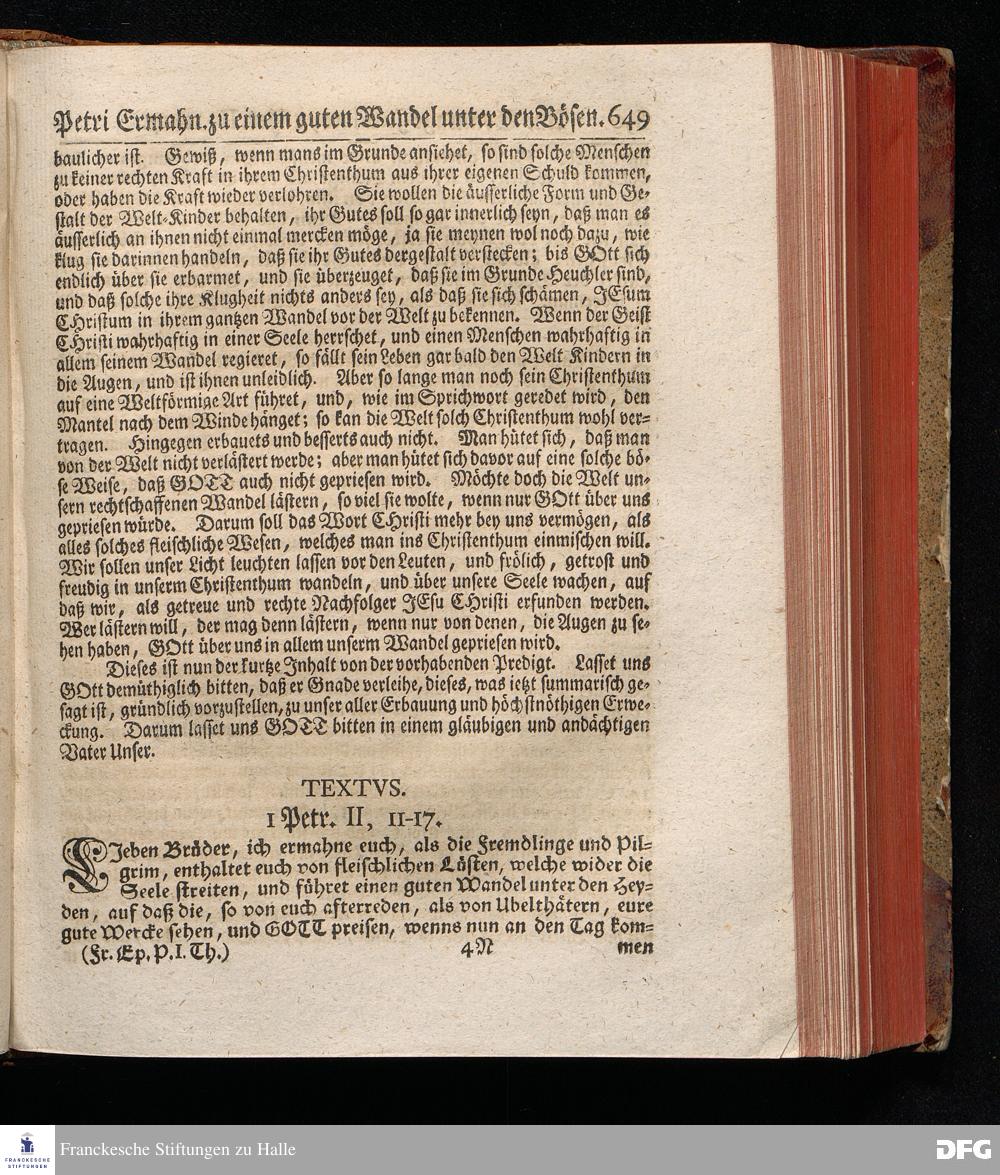 Petri Ermahn. zu einem guten Wandel unter den Bösen. 649
baulicher ist. Gewiß, wenn mans im Grunde ansiehet, so sind solche Menschen
zu keiner rechten Kraft in ihrem Christenthum aus ihrer eigenen Schuld kommen,
oder haben die Kraft wieder verlohren. Sie wollen die äusserliche Form und Ge-
stalt der Welt-Kinder behalten, ihr Gutes soll so gar innerlich seyn, daß man es
äusserlich an ihnen nicht einmal mercken möge, ja sie meynen wol noch dazu, wie
klug sie darinnen handeln, daß sie ihr Gutes dergestalt verstecken; bis GOtt sich
endlich über sie erbarmet, und sie überzeuget, daß sie im Grunde Heuchler sind,
und daß solche ihre Klugheit nichts anders sey, als daß sie sich schämen, JEsum
CHristum in ihrem gantzen Wandel vor der Welt zu bekennen. Wenn der Geist
CHristi wahrhaftig in einer Seele herrschet, und einen Menschen wahrhaftig in
allem seinem Wandel regieret, so fällt sein Leben gar bald den Welt Kindern in
die Augen, und ist ihnen unleidlich. Aber so lange man noch sein Christenthum
auf eine Weltförmige Art führet, und, wie im Sprichwort geredet wird, den
Mantel nach dem Winde hänget; so kan die Welt solch Christenthum wohl ver-
tragen. Hingegen erbauets und besserts auch nicht. Man hütet sich, daß man
von der Welt nicht verlästert werde; aber man hütet sich davor auf eine solche bö-
se Weise, daß GOTT auch nicht gepriesen wird. Möchte doch die Welt un-
sern rechtschaffenen Wandel lästern, so viel sie wolte, wenn nur GOtt über uns
gepriesen würde. Darum soll das Wort CHristi mehr bey uns vermögen, als
alles solches fleischliche Wesen, welches man ins Christenthum einmischen will.
Wir sollen unser Licht leuchten lassen vor den Leuten, und frölich, getrost und
freudig in unserm Christenthum wandeln, und über unsere Seele wachen, auf
daß wir, als getreue und rechte Nachfolger JEsu CHristi erfunden werden.
Wer lästern will, der mag denn lästern, wenn nur von denen, die Augen zu se-
hen haben, GOtt über uns in allem unserm Wandel gepriesen wird.
Dieses ist nun der kurtze Inhalt von der vorhabenden Predigt. Lasset uns
GOtt demüthiglich bitten, daß er Gnade verleihe, dieses, was ietzt summarisch ge-
sagt ist, gründlich vorzustellen, zu unser aller Erbauung und höchstnöthigen Erwe-
ckung. Darum lasset uns GOTT bitten in einem gläubigen und andächtigen
Vater Unser.
TEXTVS.
1 Petr. II, 11-17.
LJeben Brüder, ich ermahne euch, als die Fremdlinge und Pil-
grim, enthaltet euch von fleischlichen Lüsten, welche wider die
Seele streiten, und führet einen guten Wandel unter den Hey-
den, auf daß die, so von euch afterreden, als von Ubelthätern, eure
gute Wercke sehen, und GOTT preisen, wenns nun an den Tag kom-
(Fr. Ep. P. I. Th.) 4 N men
FRANCKESCHE STIFTUNGEN
Franckesche Stiftungen zu Halle
DFG